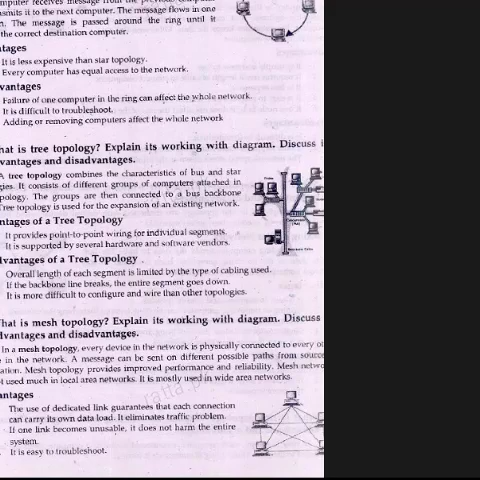 mputer receives message from the previous computer
smits it to the next computer. The message flows in one
n. The message is passed around the ring until it
the correct destination computer.
ntages
It is less expensive than star topology.
Every computer has equal access to the network.
vantages
Failure of one computer in the ring can affect the whole network.
It is difficult to troubleshoot.
Adding or removing computers affect the whole network
hat is tree topology? Explain its working with diagram. Discuss i
vantages and disadvantages.
A tree topology combines the characteristics of bus and star
gies. It consists of different groups of computers attached in
pology. The groups are then connected to a bus backbone
Tree topology is used for the expansion of an existing network.
ntages of a Tree Topology
It provides point-to-point wiring for individual segments.
It is supported by several hardware and software vendors.
dvantages of a Tree Topology
Overall length of each segment is limited by the type of cabling used.
If the backbone line breaks, the entire segment goes down.
It is more difficult to configure and wire than other topologies.
hat is mesh topology? Explain its working with diagram. Discuss
dvantages and disadvantages.
In a mesh topology, every device in the network is physically connected to every ot
e in the network. A message can be sent on different possible paths from source
ation. Mesh topology provides improved performance and reliability. Mesh netwo
t used much in local area networks. It is mostly used in wide area networks.
antages
The use of dedicated link guarantees that each connection
can carry its own data load. It eliminates traffic problem.
If one link becomes unusable, it does not harm the entire
system.
It is easy to troubleshoot.